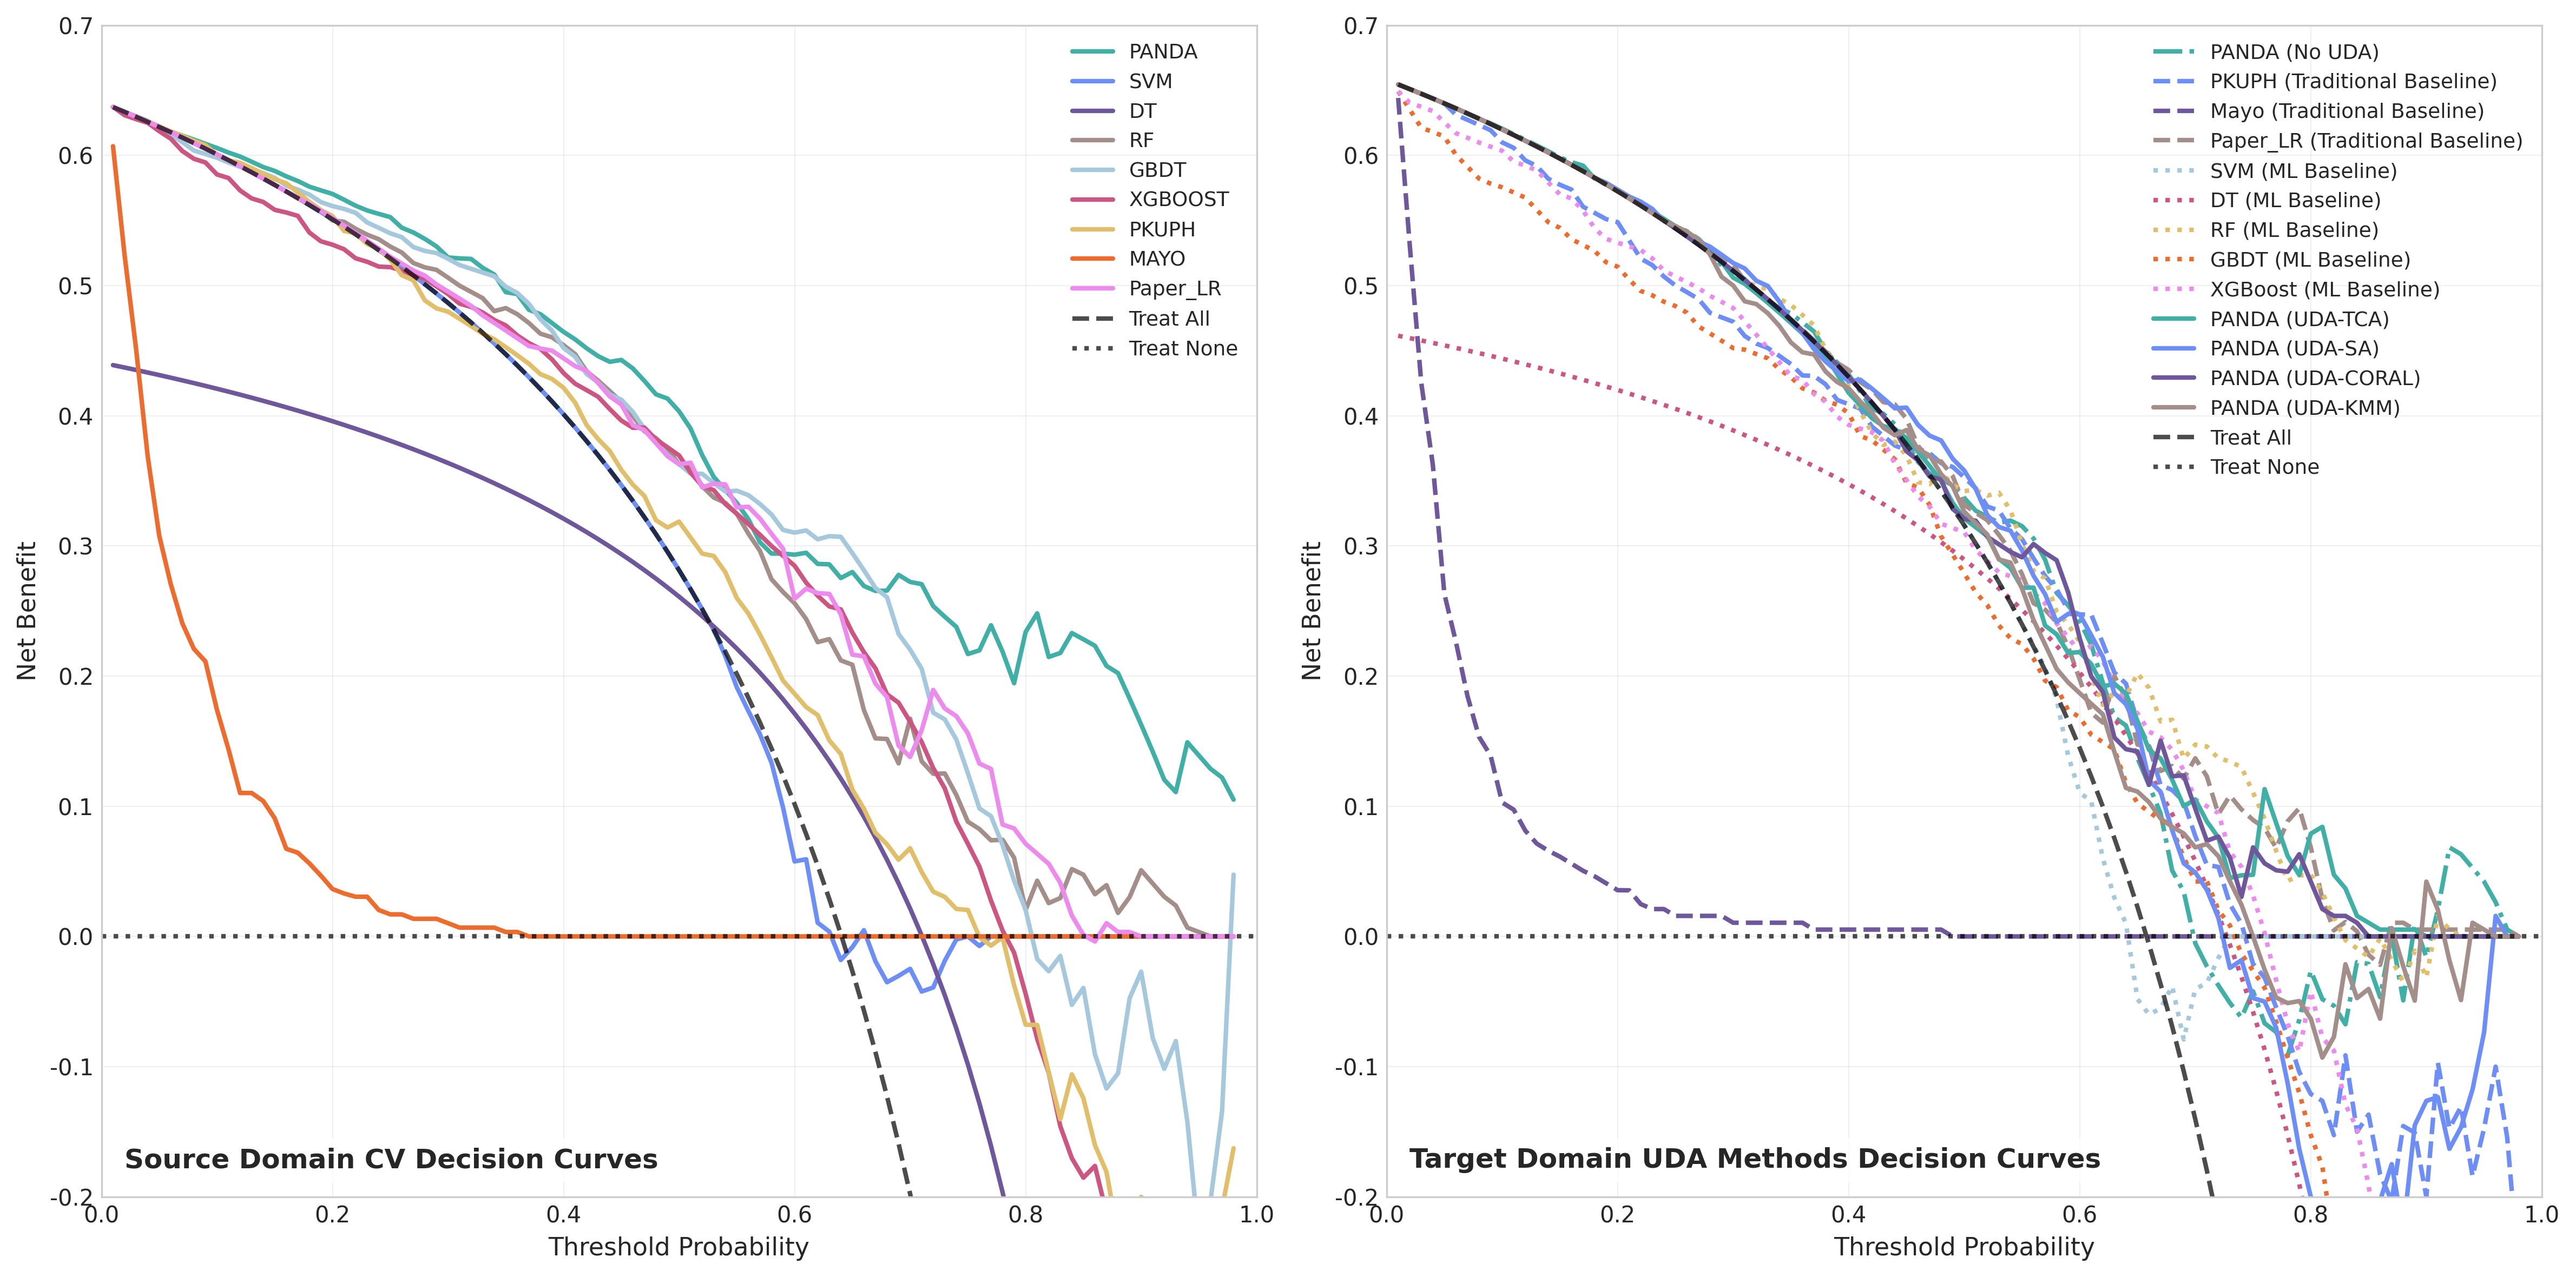 0.7
0.6
0.5
0.4
0.3
0.2
0.1
0.0
-0.1
-0.2
Net Benefit
0.0
0.2
0.4
0.6
0.8
1.0
Threshold Probability
PANDA
SVM
DT
RF
GBDT
XGBOOST
PKUPH
MAYO
Paper_LR
Treat All
Treat None
Source Domain CV Decision Curves
0.7
0.6
0.5
0.4
0.3
0.2
0.1
0.0
-0.1
-0.2
Net Benefit
0.0
0.2
0.4
0.6
0.8
1.0
Threshold Probability
PANDA (No UDA)
PKUPH (Traditional Baseline)
Mayo (Traditional Baseline)
Paper_LR (Traditional Baseline)
SVM (ML Baseline)
DT (ML Baseline)
RF (ML Baseline)
GBDT (ML Baseline)
XGBoost (ML Baseline)
PANDA (UDA-TCA)
PANDA (UDA-SA)
PANDA (UDA-CORAL)
PANDA (UDA-KMM)
Treat All
Treat None
Target Domain UDA Methods Decision Curves